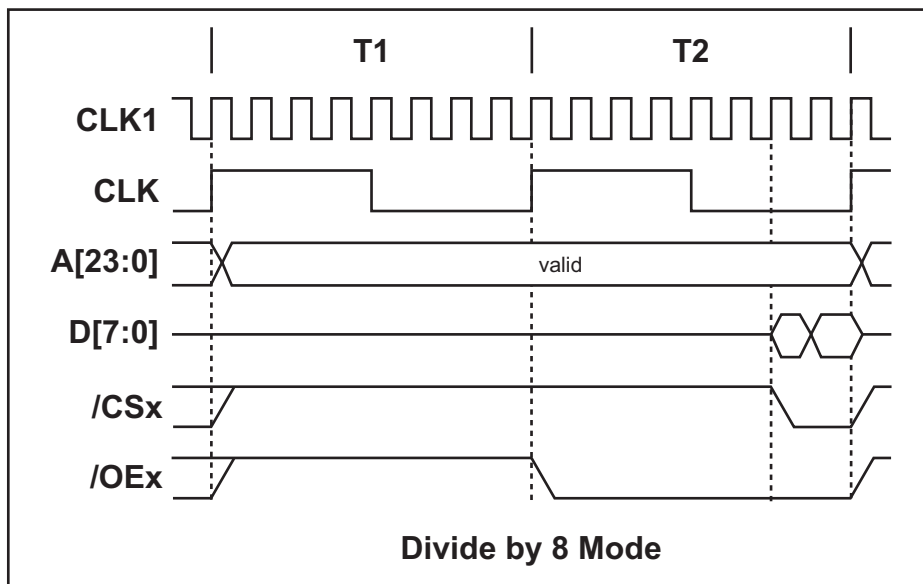 T1 T2
CLK1
CLK
A[23:0] valid
D[7:0]
/CSx
/OEx
Divide by 8 Mode